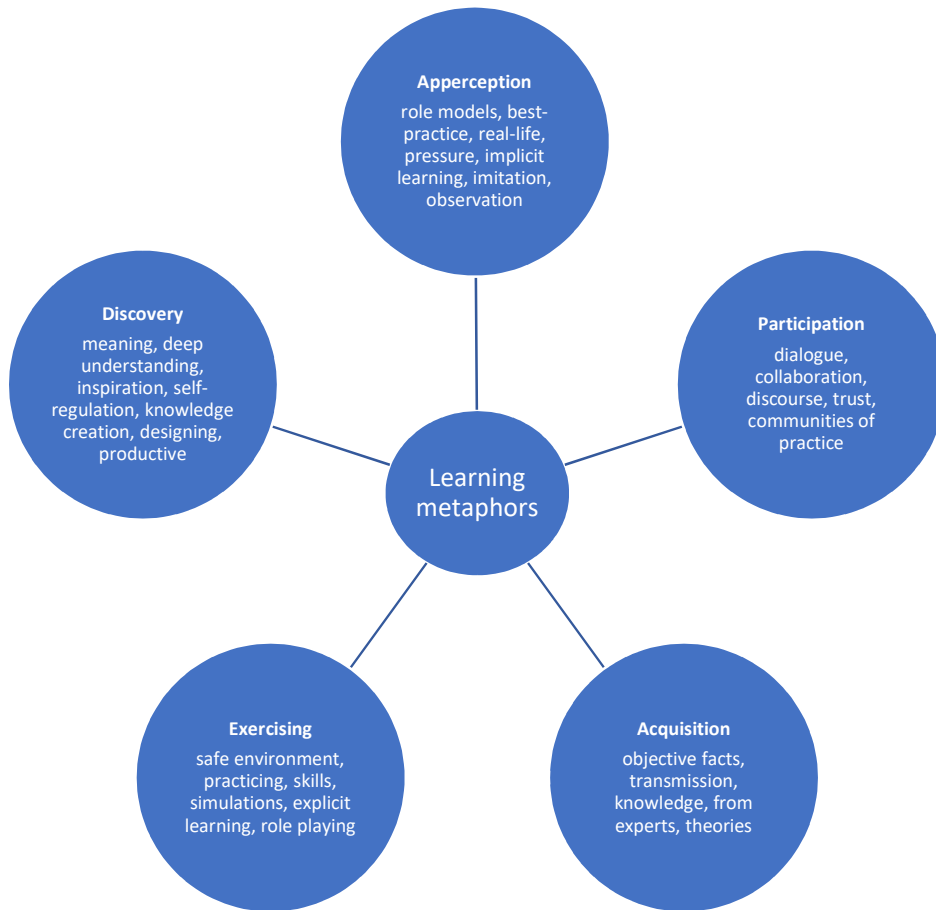 Apperception
role models, best-
practice, real-life,
pressure, implicit
learning, imitation,
observation
Discovery
meaning, deep
understanding,
inspiration, self-
regulation, knowledge
creation, designing,
productive
Participation
dialogue,
collaboration,
discourse, trust,
communities of
practice
Learning
metaphors
Exercising
safe environment,
practicing, skills,
simulations, explicit
learning, role playing
Acquisition
objective facts,
transmission,
knowledge, from
experts, theories